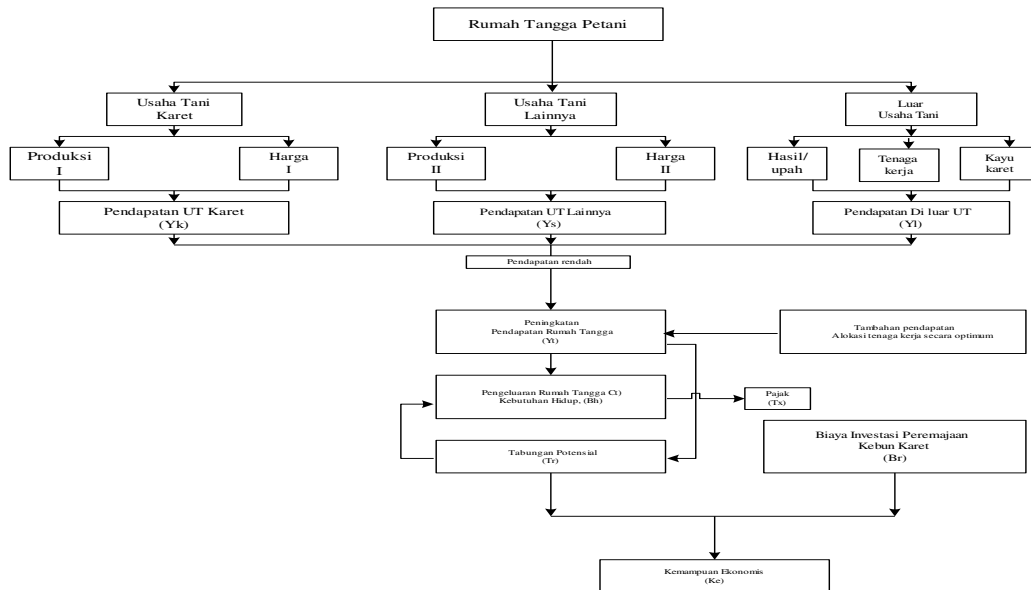 Rumah Tangga Petani
Usaha Tani
Karet
Usaha Tani
Lainnya
Luar
Usaha Tani
Produksi
I
Harga
I
Produksi
II
Harga
II
Hasil/
upah
Tenaga
kerja
Kayu
karet
Pendapatan UT Karet
(Yk)
Pendapatan UT Lainnya
(Ys)
Pendapatan Di luar UT
(Yl)
Pendapatan rendah
Peningkatan
Pendapatan Rumah Tangga
(Yt)
Tambahan pendapatan
Alokasi tenaga kerja secara optimum
Pengeluaran Rumah Tangga Ct)
Kebutuhan Hidup, (Bh)
Pajak
(Tx)
Tabungan Potensial
(Tr)
Biaya Investasi Peremajaan
Kebun Karet
(Br)
Kemampuan Ekonomis
(Ke)